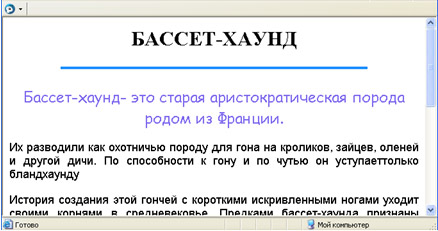 БАССЕТ-ХАУНД
Бассет-хаунд- это старая аристократическая порода
родом из Франции.
Их разводили как охотничью породу для гона на кроликов, зайцев, оленей
и другой дичи. По способности к гону и по чутью он уступаеттолько
бландхаунду
История создания этой гончей с короткими искривленными ногами уходит
своими корнями в средневековье. Предками бассет-хаунда признаны
Готово
Мой компьютер